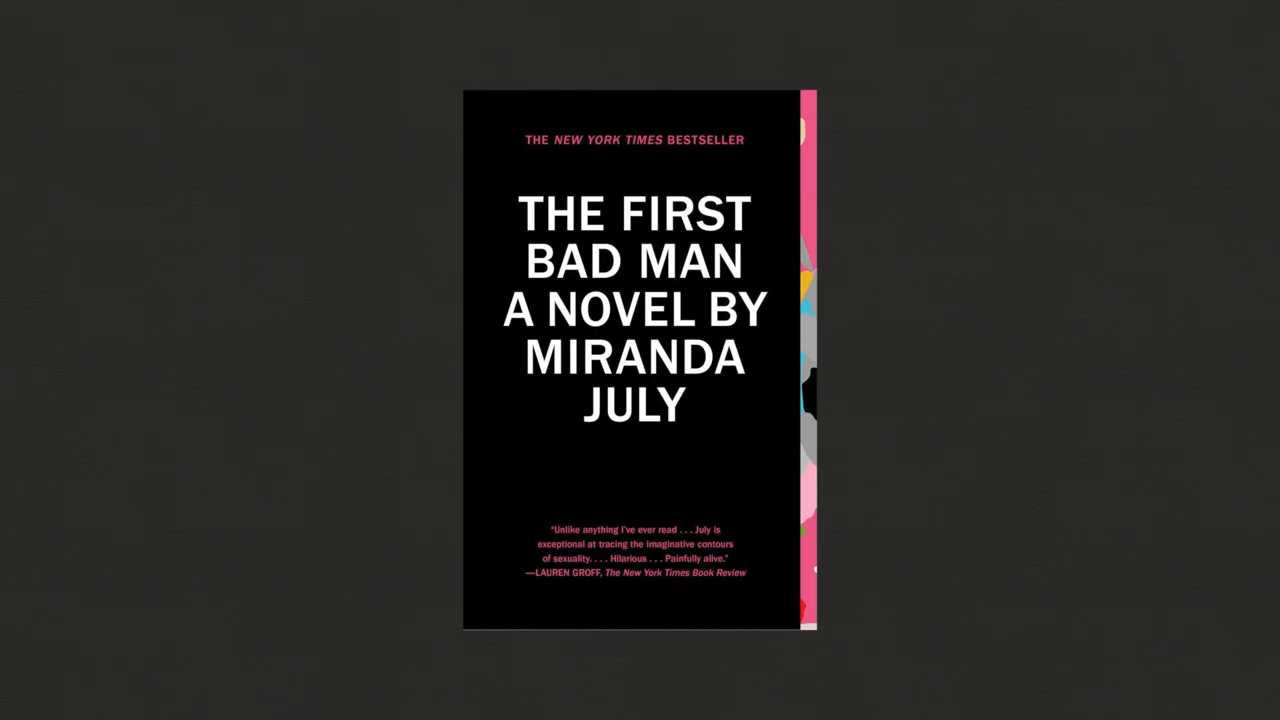 THE NEW YORK TIMES BESTSELLER
THE FIRST
BAD MAN
A NOVEL BY
MIRANDA
JULY
“Unlike anything I’ve ever read . . . July is
exceptional at tracing the imaginative contours
of sexuality. . . . Hilarious . . . Painfully alive.”
—LAUREN GROFF, The New York Times Book Review